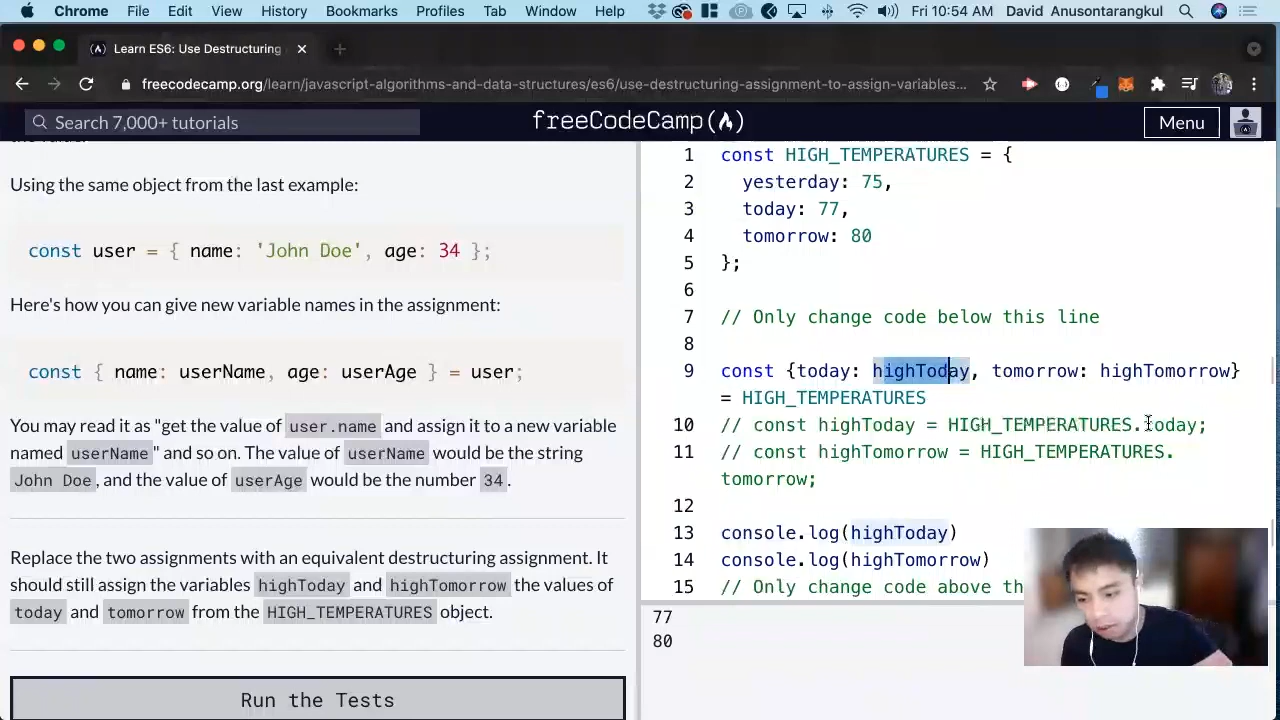 Chrome File Edit View History Bookmarks Profiles Tab Window Help Fri 10:54 AM David Anusontarangkul
Learn ES6: Use Destructuring
freecodecamp.org/learn/javascript-algorithms-and-data-structures/es6/use-destructuring-assignment-to-assign-variables...
Search 7,000+ tutorials
freeCodeCamp
Menu
the value.
Using the same object from the last example:
const user = { name: 'John Doe', age: 34 };
Here's how you can give new variable names in the assignment:
const { name: userName, age: userAge } = user;
You may read it as "get the value of user.name and assign it to a new variable
named userName" and so on. The value of userName would be the string
John Doe, and the value of userAge would be the number 34.
Replace the two assignments with an equivalent destructuring assignment. It
should still assign the variables highToday and highTomorrow the values of
today and tomorrow from the HIGH_TEMPERATURES object.
Run the Tests
1 const HIGH_TEMPERATURES = {
2 yesterday: 75,
3 today: 77,
4 tomorrow: 80
5 };
6
7 // Only change code below this line
8
9 const {today: highToday, tomorrow: highTomorrow}
= HIGH_TEMPERATURES
10 // const highToday = HIGH_TEMPERATURES.today;
11 // const highTomorrow = HIGH_TEMPERATURES.
tomorrow;
12
13 console.log(highToday)
14 console.log(highTomorrow)
15 // Only change code above th
77
80